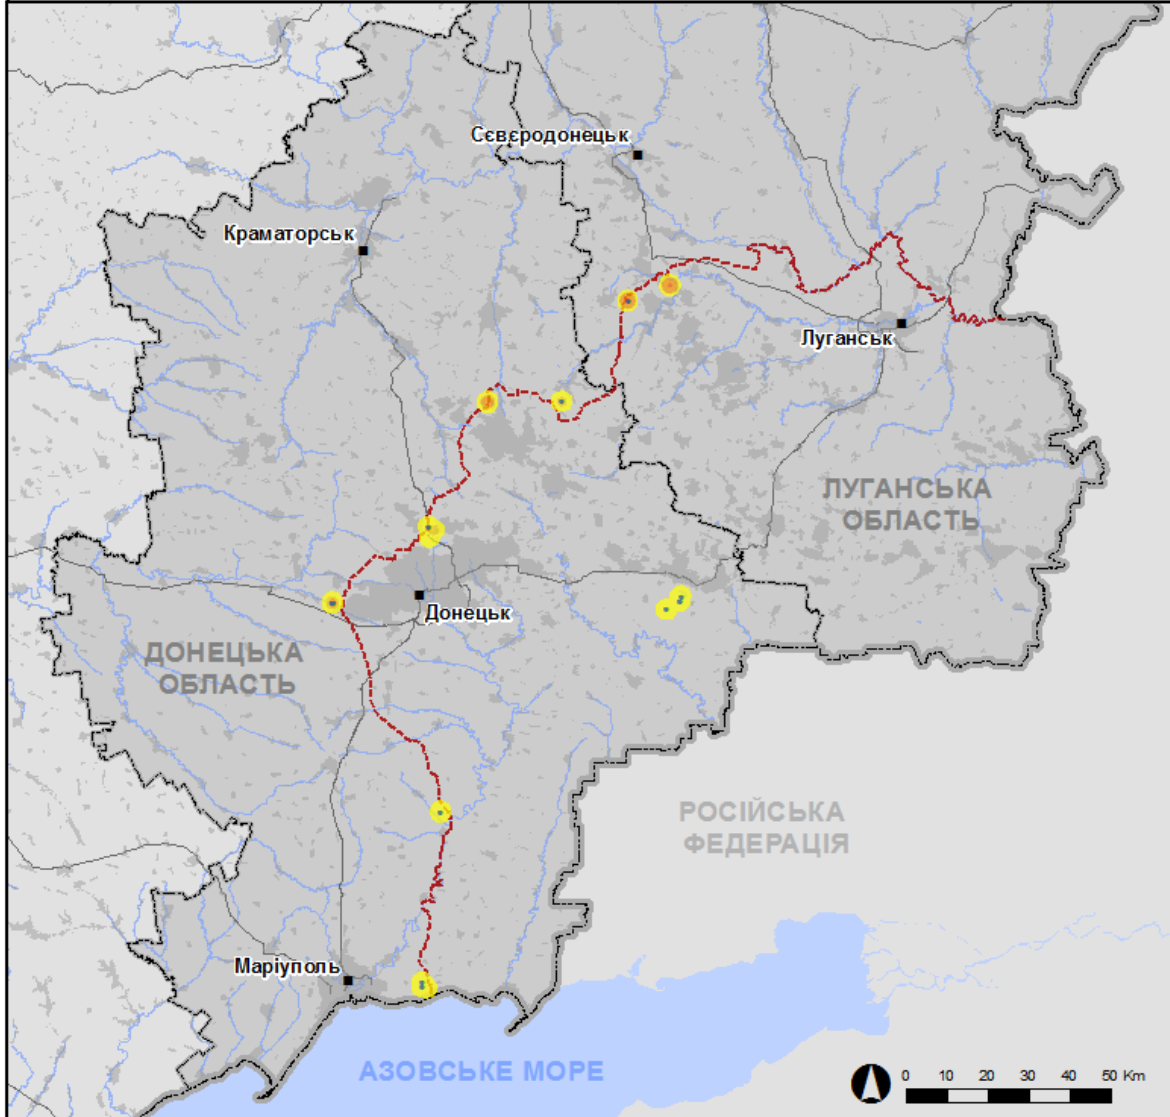 Сєвєродонецьк
Краматорськ
Луганськ
ЛУГАНСЬКА
ОБЛАСТЬ
Донецьк
ДОНЕЦЬКА
ОБЛАСТЬ
РОСІЙСЬКА
ФЕДЕРАЦІЯ
Маріуполь
АЗОВСЬКЕ МОРЕ
0 10 20 30 40 50 Km